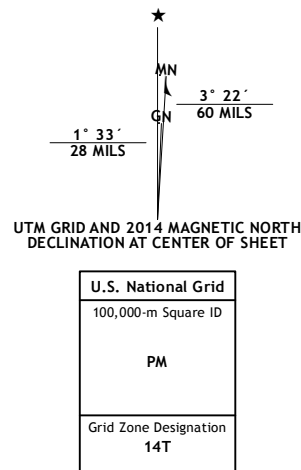 ★
MN
GN
3° 22´
60 MILS
1° 33´
28 MILS
UTM GRID AND 2014 MAGNETIC NORTH
DECLINATION AT CENTER OF SHEET
U.S. National Grid
100,000-m Square ID
PM
Grid Zone Designation
14T